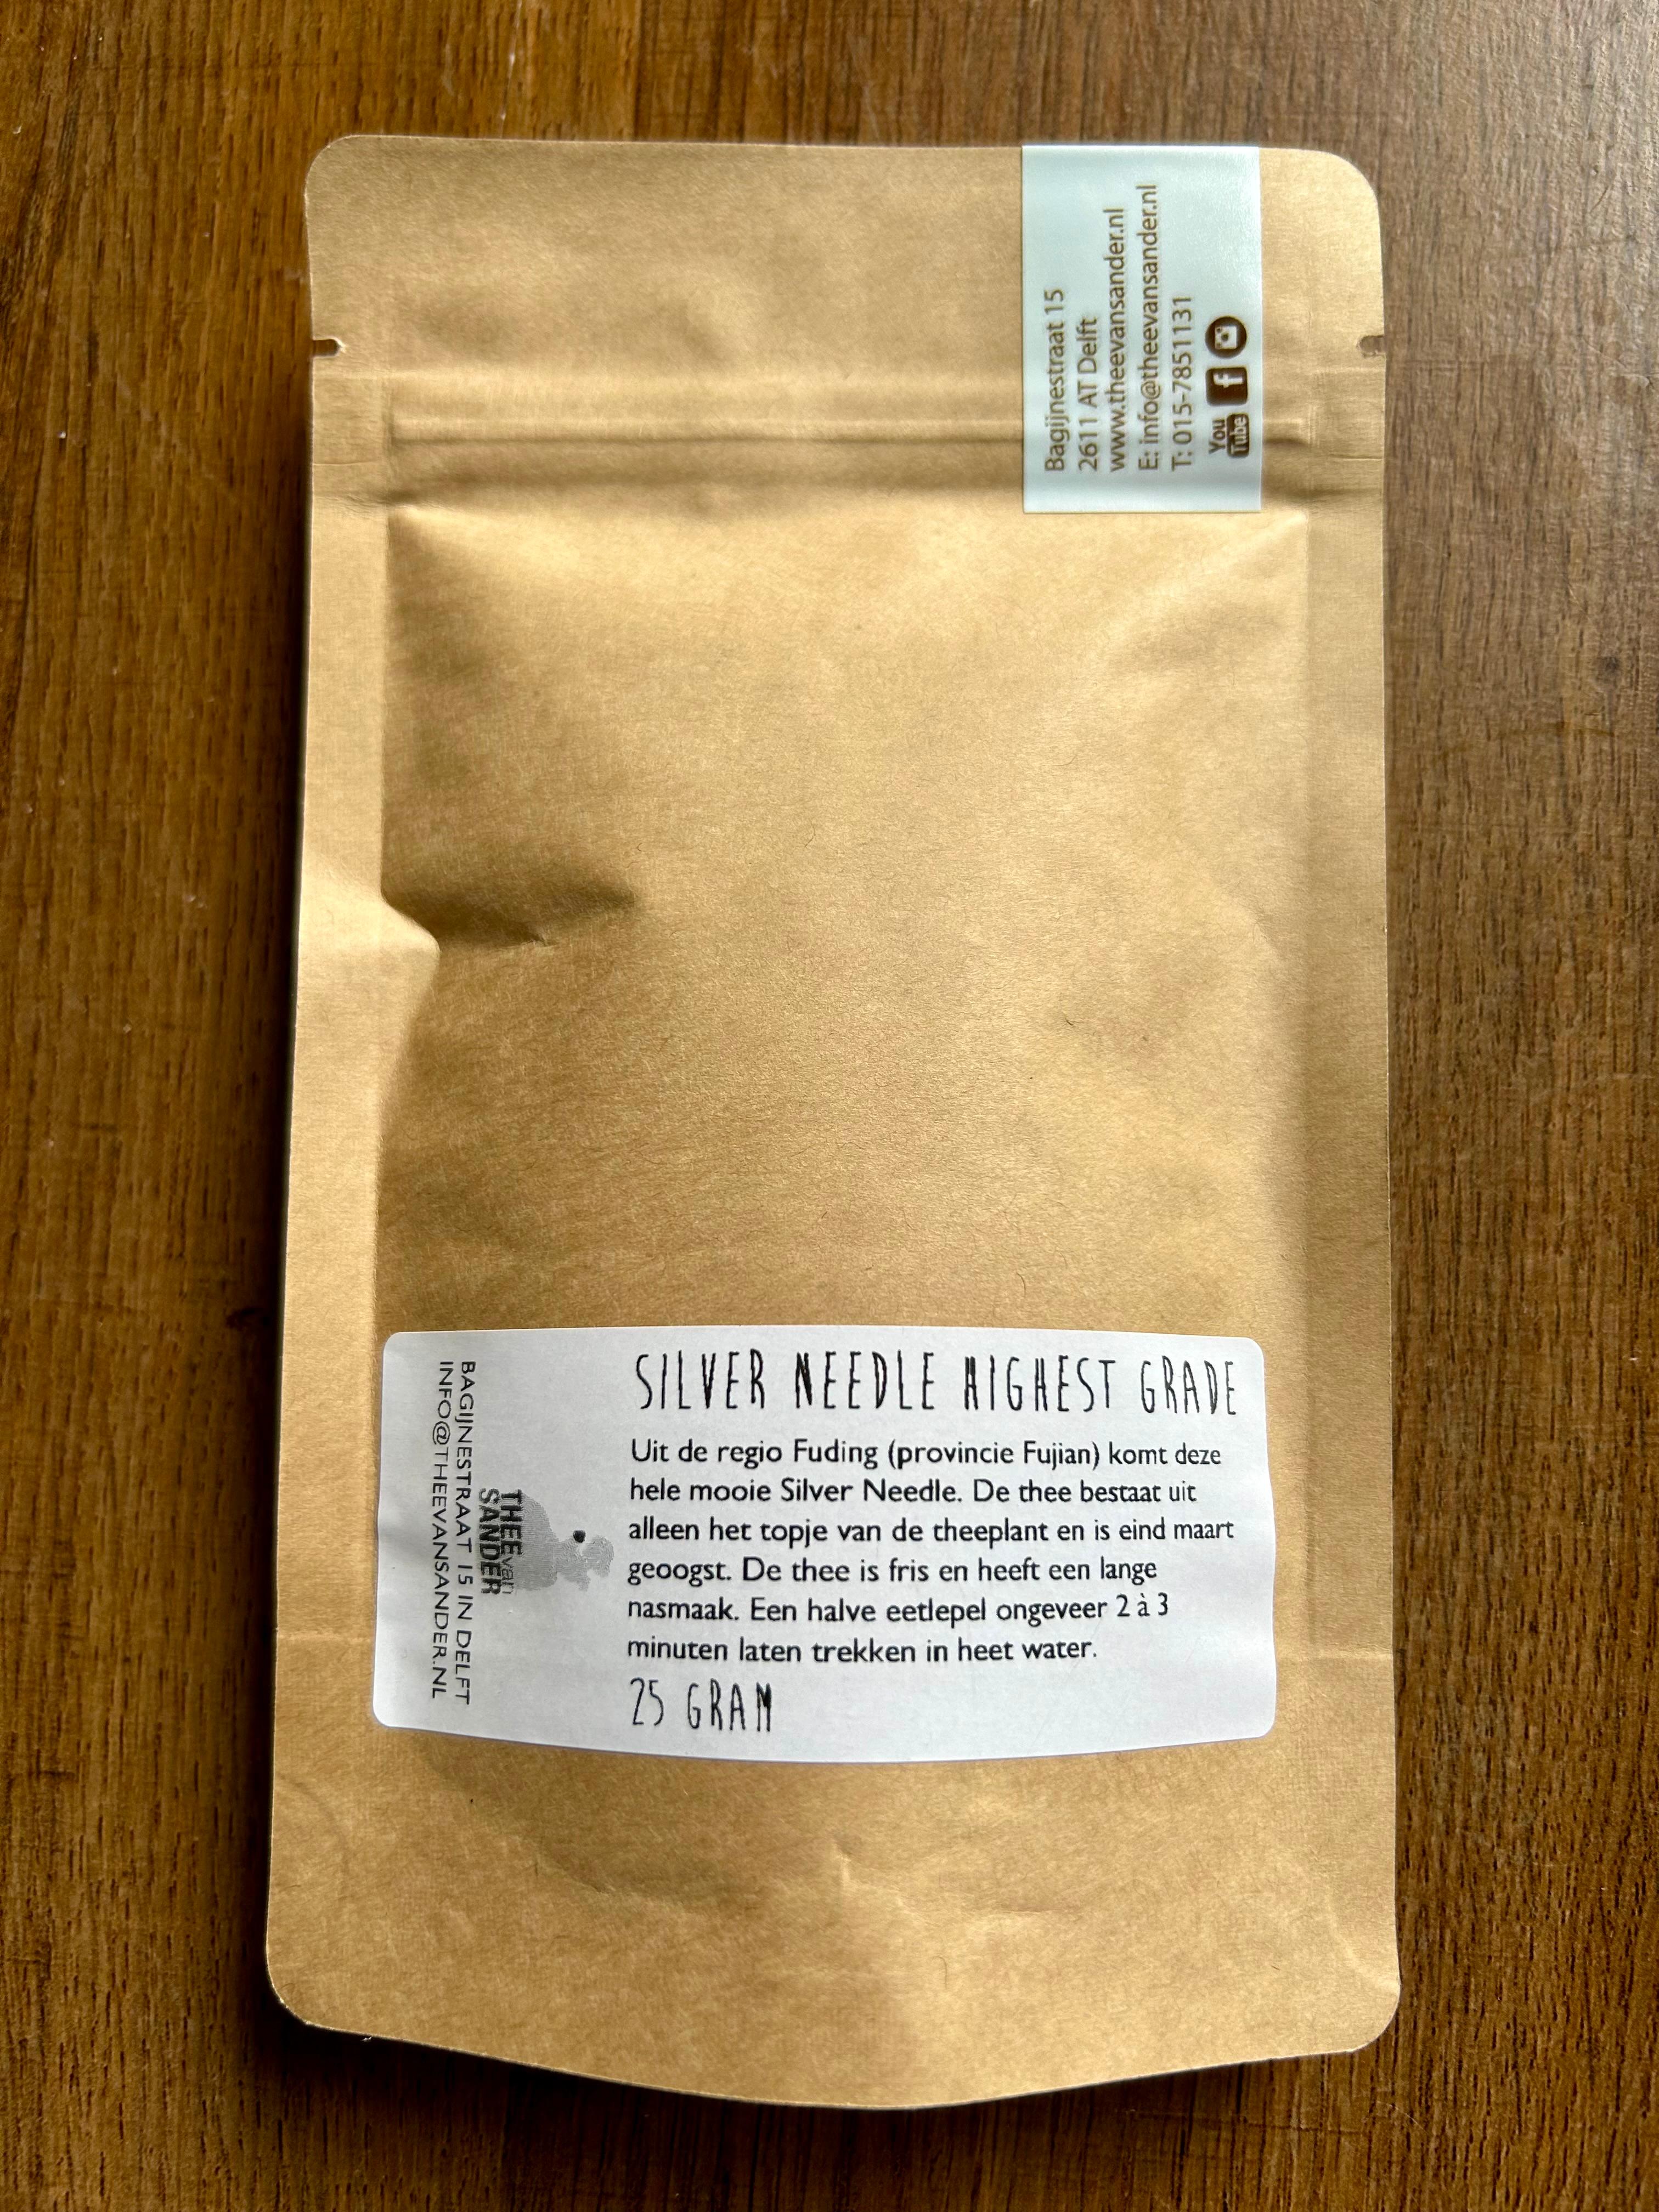 Bagijnestraat 15
2611 AT Delft
www.theevansander.nl
E: info@theevansander.nl
T: 015-7851131
You
Tube
f
SILVER NEEDLE HIGHEST GRADE
Uit de regio Fuding (provincie Fujian) komt deze
hele mooie Silver Needle. De thee bestaat uit
alleen het topje van de theeplant en is eind maart
geoogst. De thee is fris en heeft een lange
nasmaak. Een halve eetlepel ongeveer 2 à 3
minuten laten trekken in heet water.
25 GRAM
THEE van
SANDER
BAGIJNESTRAAT 15 IN DELFT
INFO@THEEVANSANDER.NL